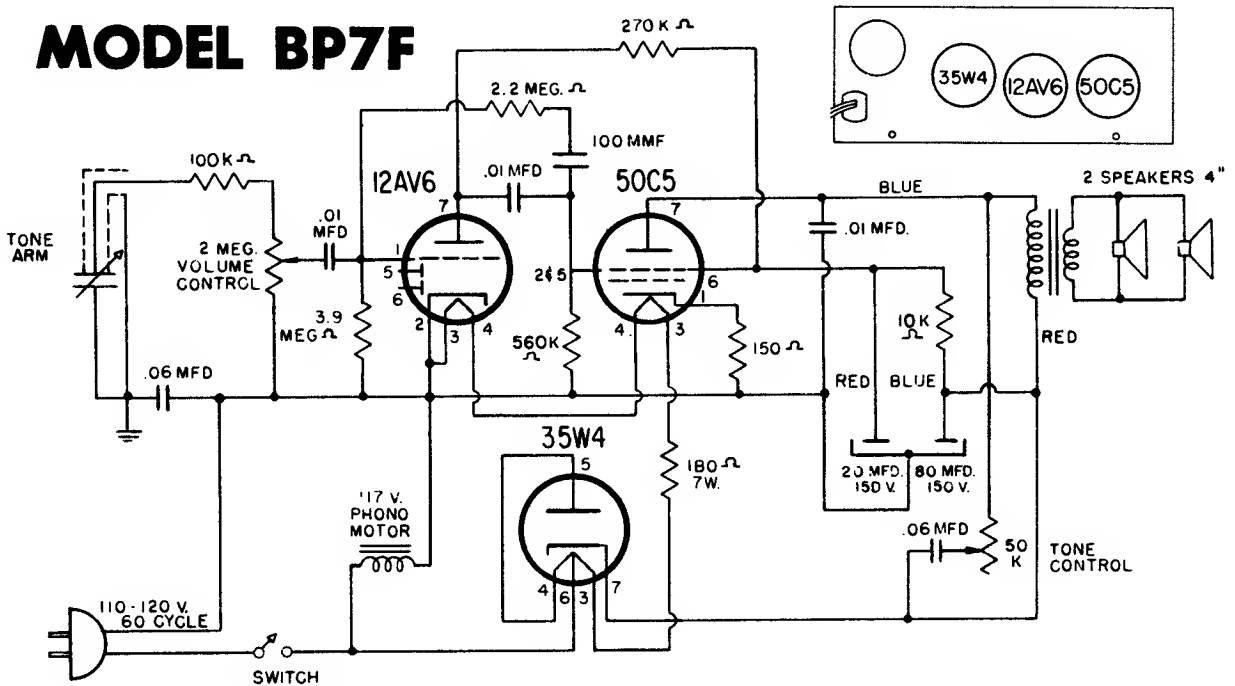 MODEL BP7F
270 K Ω
2.2 MEG. Ω
100 MMF
35W4
12AV6
50C5
100 K Ω
12AV6
.01 MFD
50C5
BLUE
2 SPEAKERS 4"
7
7
.01 MFD.
TONE
ARM
2 MEG.
VOLUME
CONTROL
.01
MFD
1
5
6
2
3
4
2&5
6
1
4
3
3.9
MEG Ω
560K
Ω
150 Ω
10K
Ω
RED
.06 MFD
RED
BLUE
35W4
5
180 Ω
7W.
20 MFD.
150 V.
80 MFD.
150 V.
117 V.
PHONO
MOTOR
.06 MFD
50
K
TONE
CONTROL
4
6
3
7
110-120 V.
60 CYCLE
SWITCH